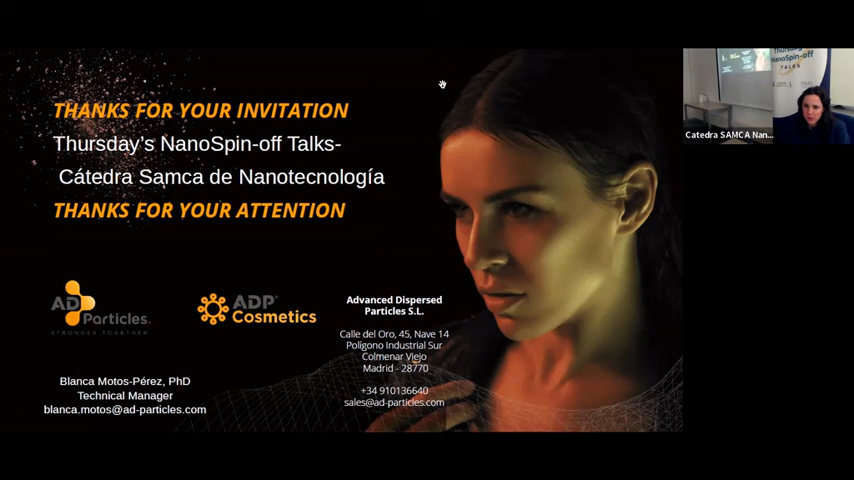 THANKS FOR YOUR INVITATION
Thursday's NanoSpin-off Talks-
Cátedra Samca de Nanotecnología
THANKS FOR YOUR ATTENTION
AD Particles.
STRONGER TOGETHER
ADP®
Cosmetics
Advanced Dispersed
Particles S.L.
Calle del Oro, 45, Nave 14
Polígono Industrial Sur
Colmenar Viejo
Madrid - 28770
+34 910136640
sales@ad-particles.com
Blanca Motos-Pérez, PhD
Technical Manager
blanca.motos@ad-particles.com
Thursday
NanoSpin-off
TALKS
Catedra SAMCA Nan...